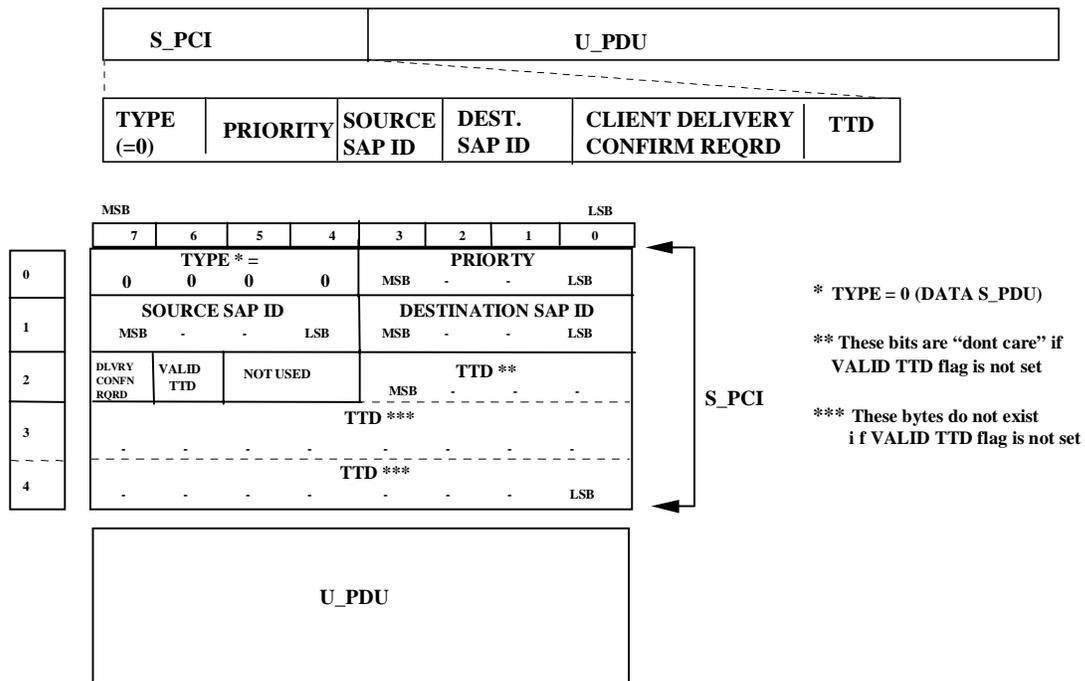 S_PCI U_PDU
TYPE (=0) PRIORITY SOURCE SAP ID DEST. SAP ID CLIENT DELIVERY CONFIRM REQRD TTD
MSB LSB
7 6 5 4 3 2 1 0
0 TYPE * = PRIORTY
0 0 0 0 MSB - - LSB
1 SOURCE SAP ID DESTINATION SAP ID
MSB - - LSB MSB - - LSB
2 DLVRY CONFN RQRD VALID TTD NOT USED TTD **
MSB - - -
3 TTD ***
- - - - - - - -
4 TTD ***
- - - - - - - LSB
S_PCI
* TYPE = 0 (DATA S_PDU)
** These bits are “dont care” if
VALID TTD flag is not set
*** These bytes do not exist
i f VALID TTD flag is not set
U_PDU